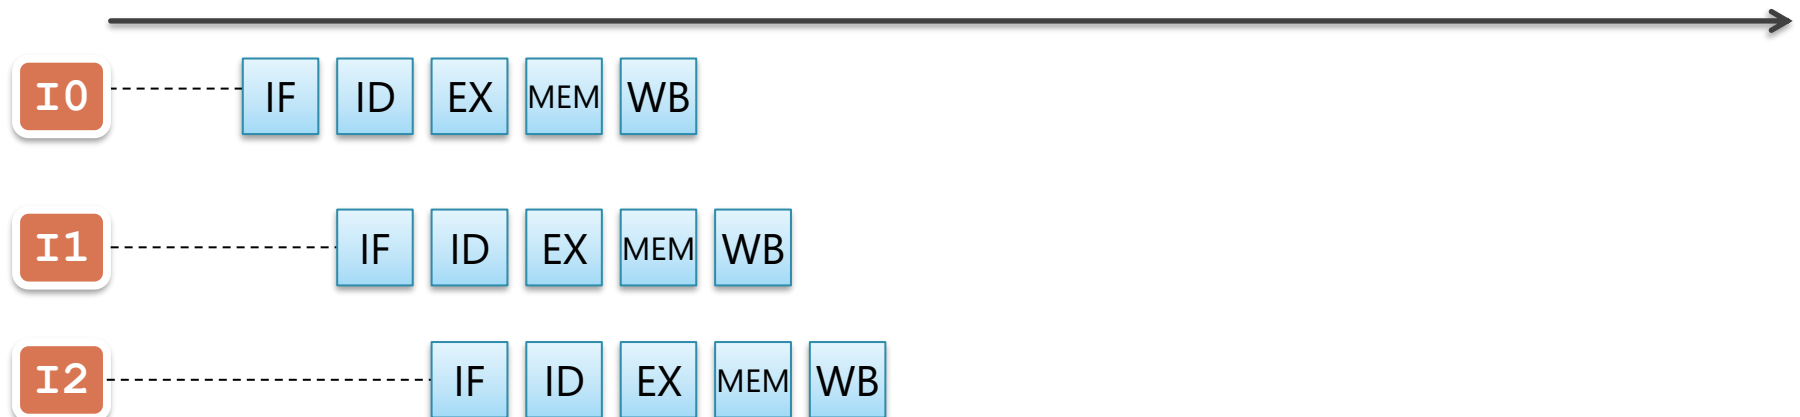 I0 IF ID EX MEM WB
I1 IF ID EX MEM WB
I2 IF ID EX MEM WB